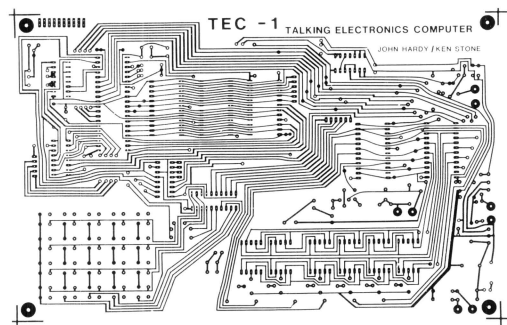 TEC -1 TALKING ELECTRONICS COMPUTER
JOHN HARDY / KEN STONE